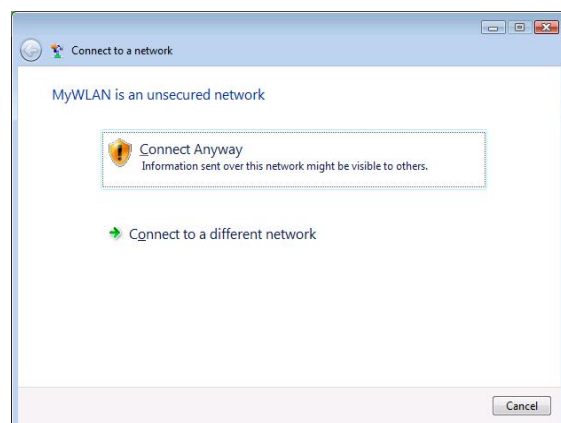 Connect to a network
MyWLAN is an unsecured network
Connect Anyway
Information sent over this network might be visible to others.
Connect to a different network
Cancel